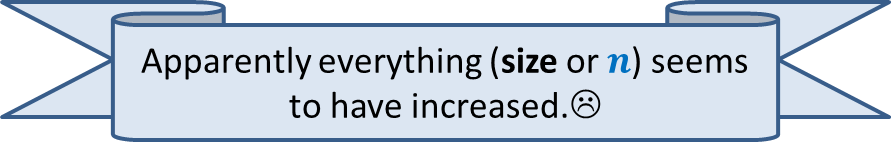 Apparently everything (size or n) seems
to have increased.☹